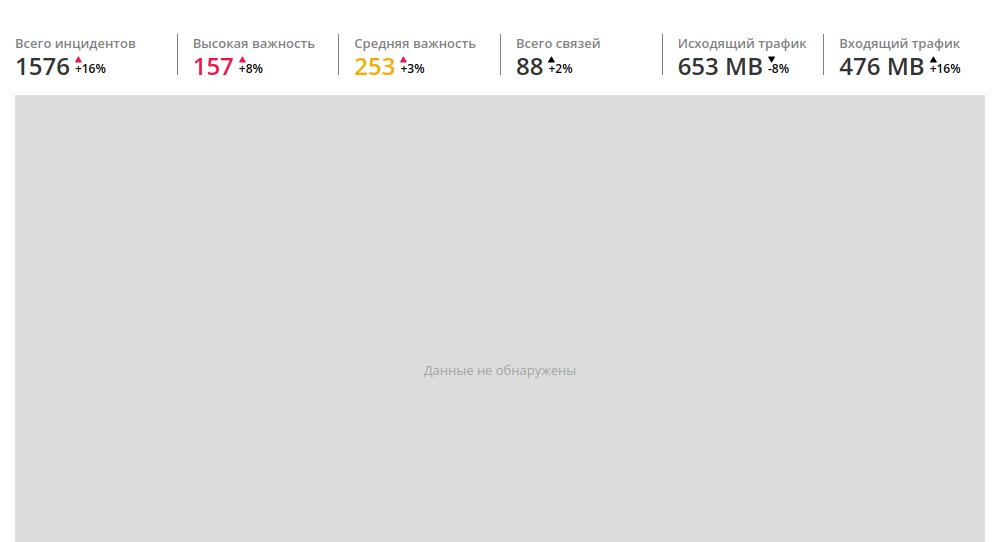 Всего инцидентов
1576 ▲ +16%
Высокая важность
157 ▲ +8%
Средняя важность
253 ▲ +3%
Всего связей
88 ▲ +2%
Исходящий трафик
653 MB ▼ -8%
Входящий трафик
476 MB ▲ +16%
Данные не обнаружены